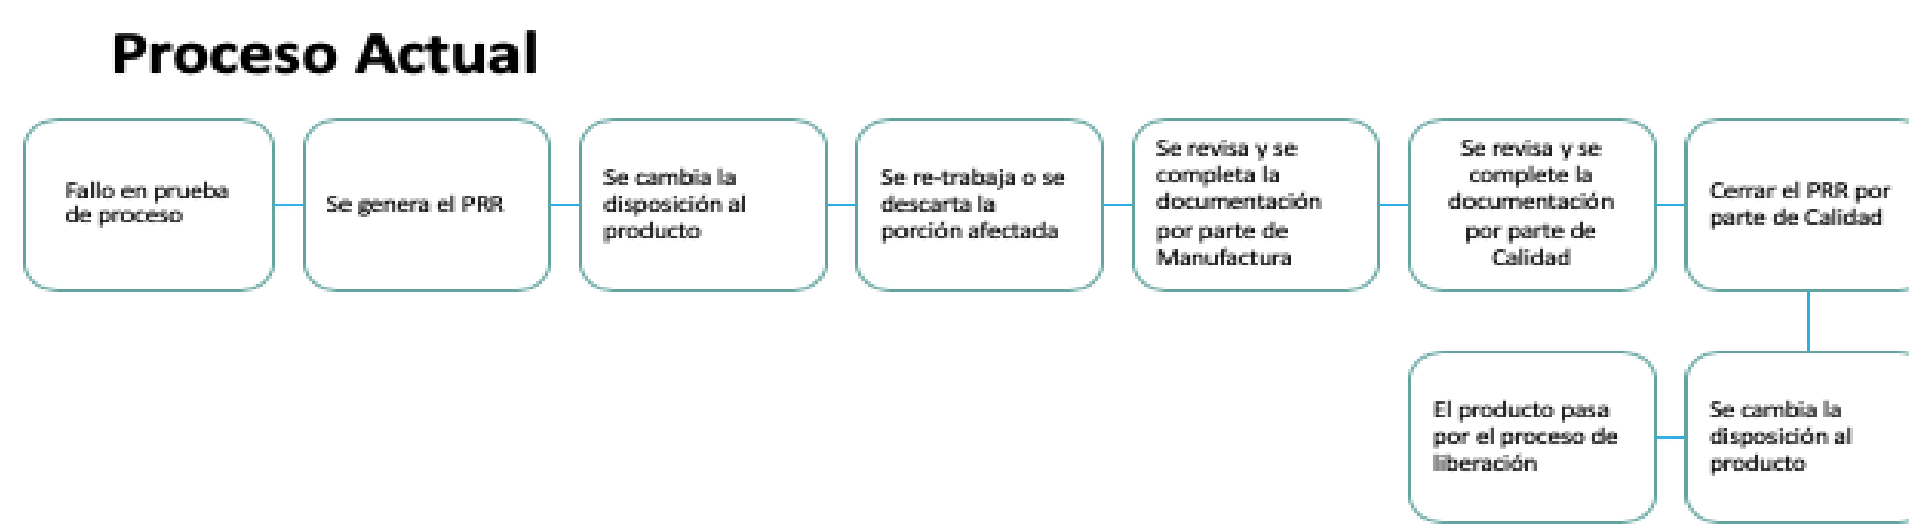 Proceso Actual
Fallo en prueba
de proceso
Se genera el PRR
Se cambia la
disposición al
producto
Se re-trabaja o se
descarta la
porción afectada
Se revisa y se
completa la
documentación
por parte de
Manufactura
Se revisa y se
complete la
documentación
por parte de
Calidad
Cerrar el PRR por
parte de Calidad
Se cambia la
disposición al
producto
El producto pasa
por el proceso de
liberación